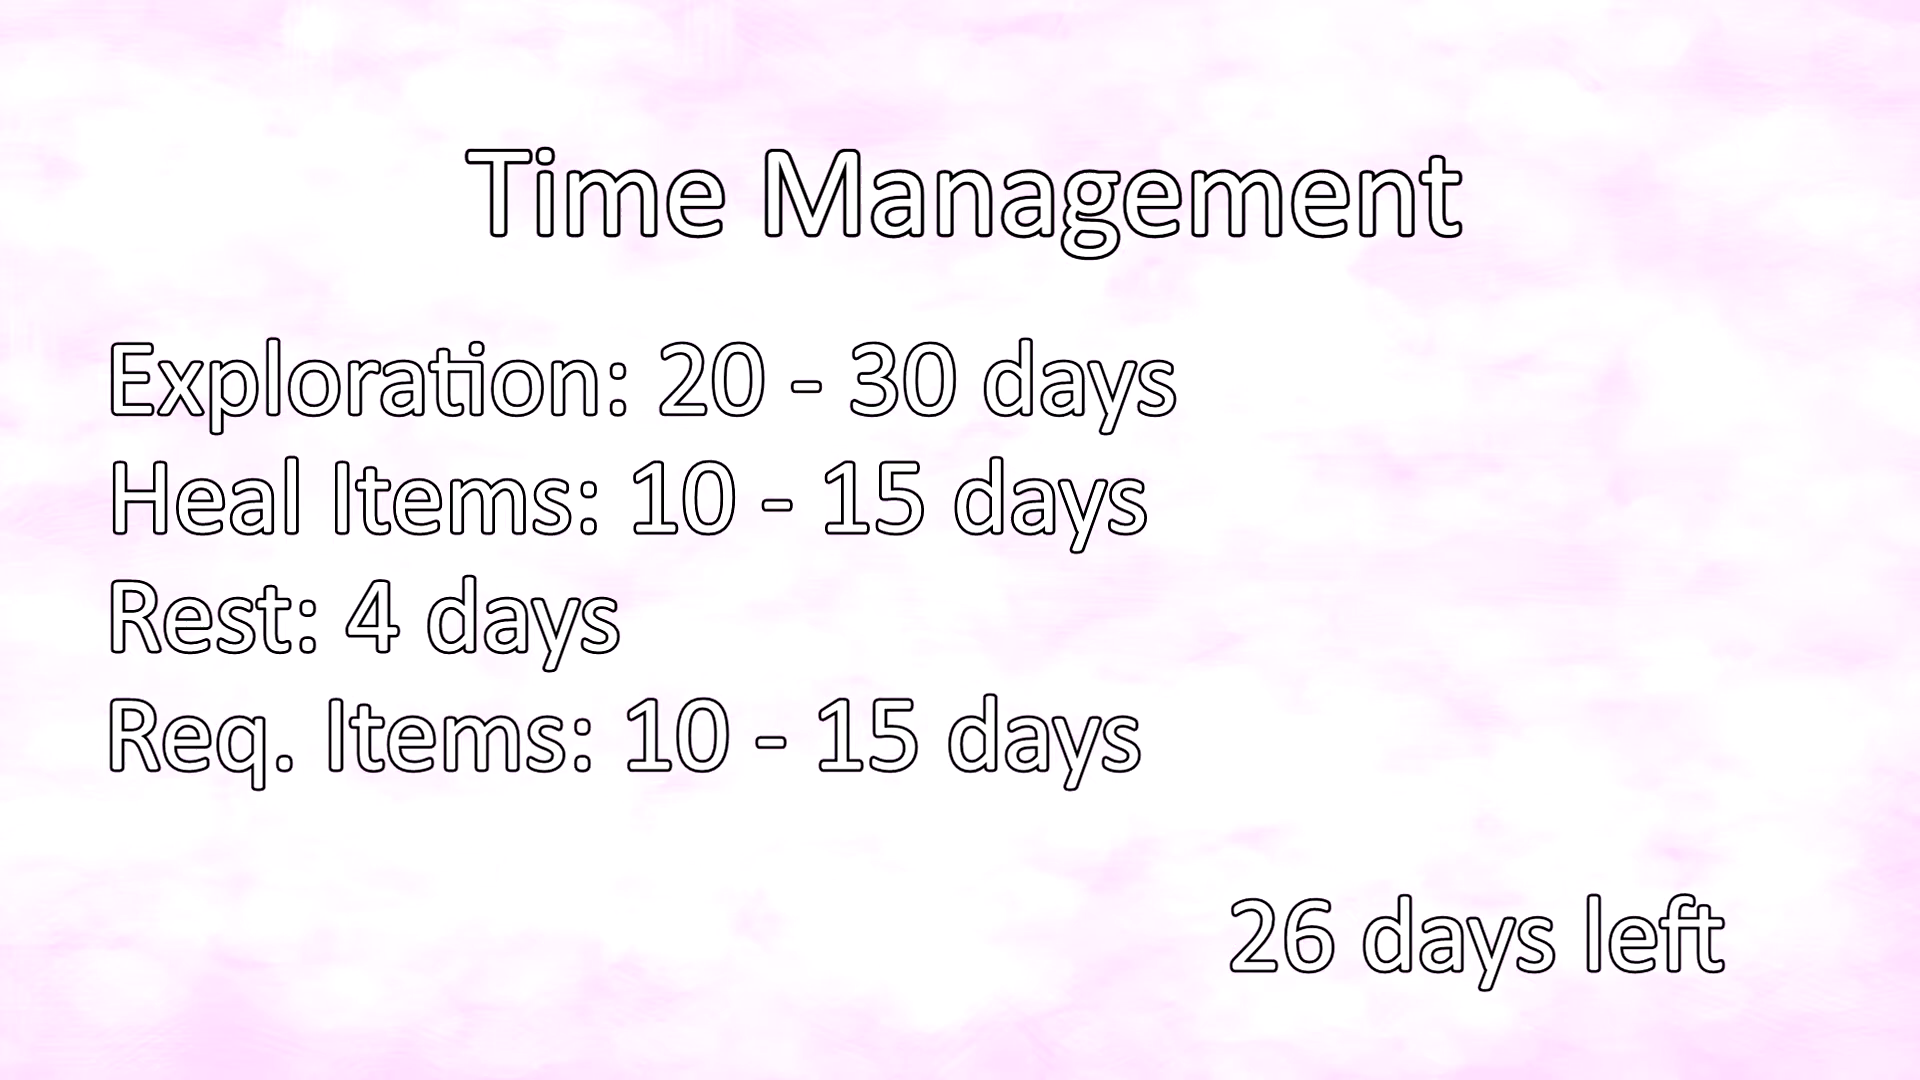 Time Management
Exploration: 20 - 30 days
Heal Items: 10 - 15 days
Rest: 4 days
Req. Items: 10 - 15 days
26 days left